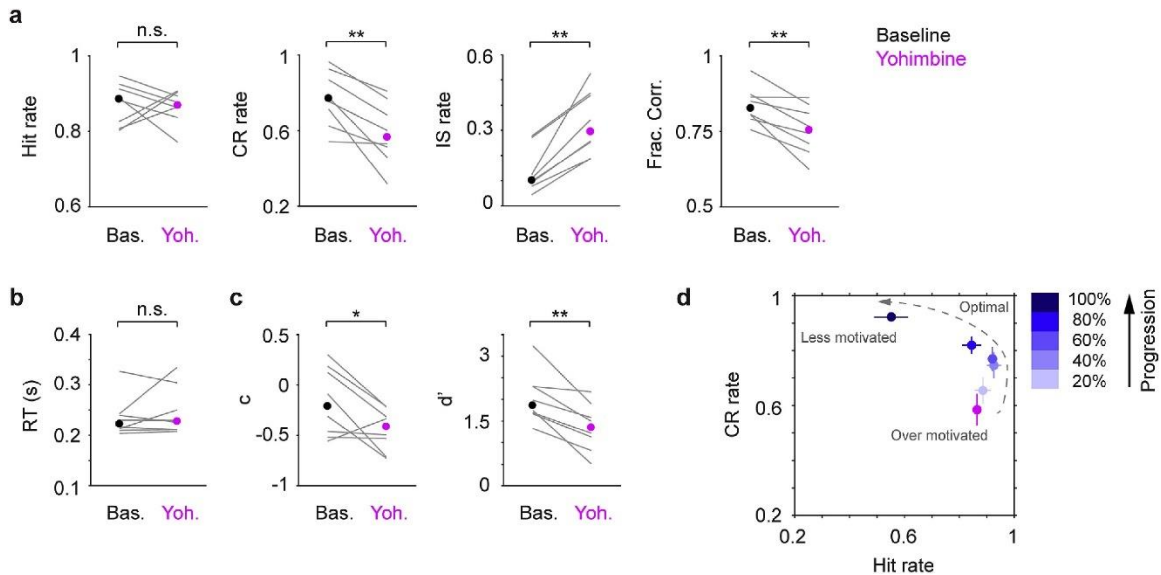 a
n.s.
Hit rate
1
0.8
0.6
Bas. Yoh.
**
CR rate
1
0.6
0.2
Bas. Yoh.
**
IS rate
0.6
0.3
0
Bas. Yoh.
**
Frac. Corr.
1
0.75
0.5
Bas. Yoh.
Baseline
Yohimbine
b
n.s.
RT (s)
0.4
0.3
0.2
0.1
Bas. Yoh.
c
*
c
0.5
0
-0.5
-1
Bas. Yoh.
**
d'
3
1.5
0
Bas. Yoh.
d
CR rate
1
0.6
0.2
0.2 0.6 1
Hit rate
Optimal
Less motivated
Over motivated
100%
80%
60%
40%
20%
Progression